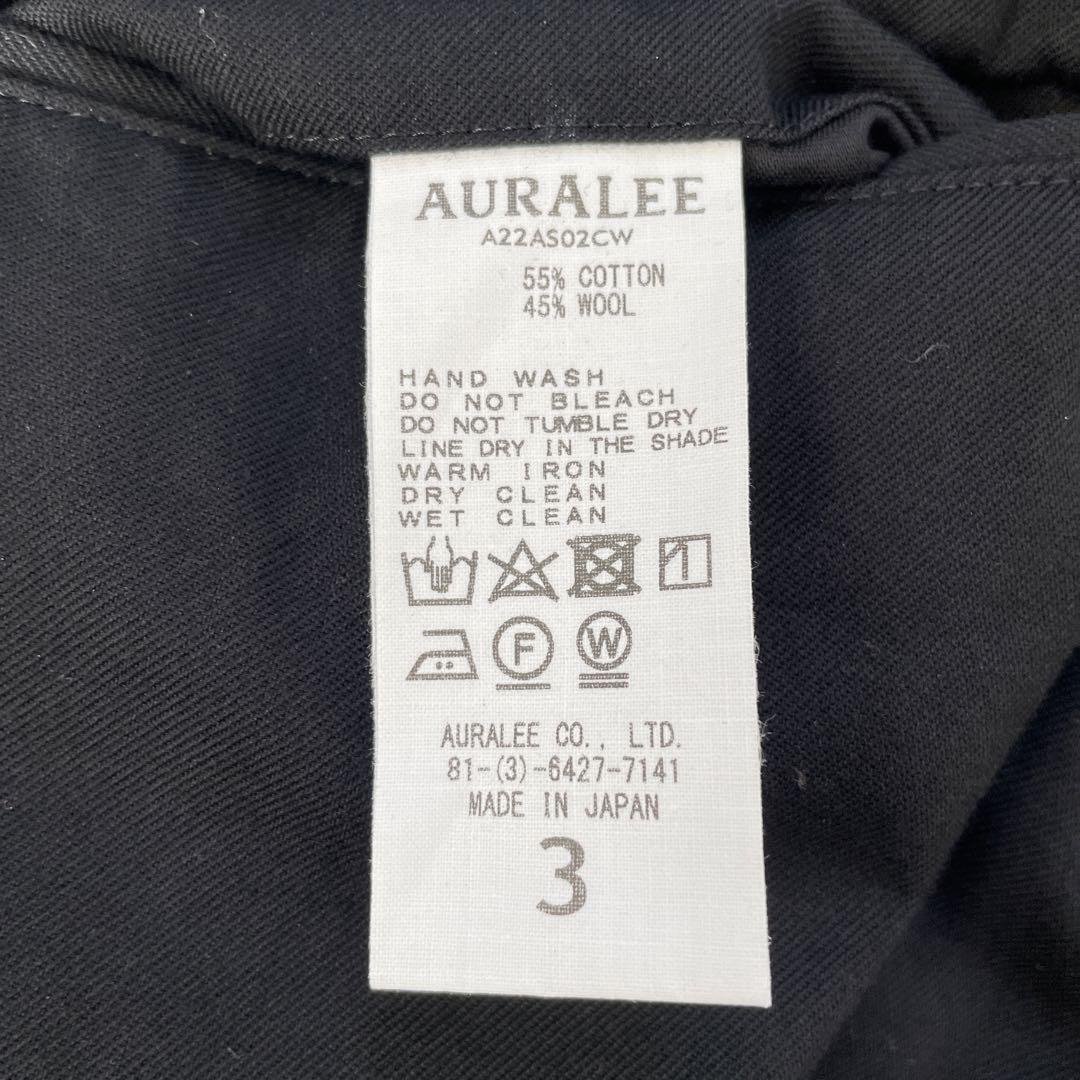 AURALEE
A22AS02CW
55% COTTON
45% WOOL
HAND WASH
DO NOT BLEACH
DO NOT TUMBLE DRY
LINE DRY IN THE SHADE
WARM IRON
DRY CLEAN
WET CLEAN
F W
AURALEE CO., LTD.
81-(3)-6427-7141
MADE IN JAPAN
3